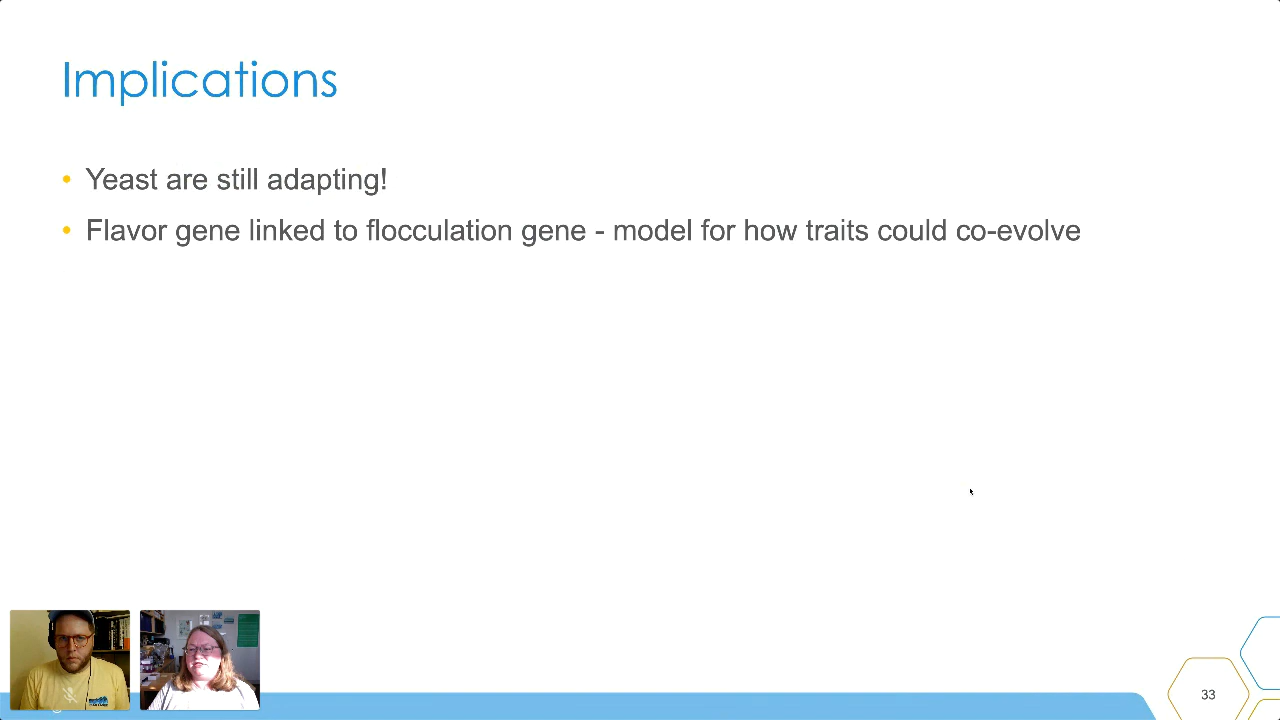 Implications
• Yeast are still adapting!
• Flavor gene linked to flocculation gene - model for how traits could co-evolve
33